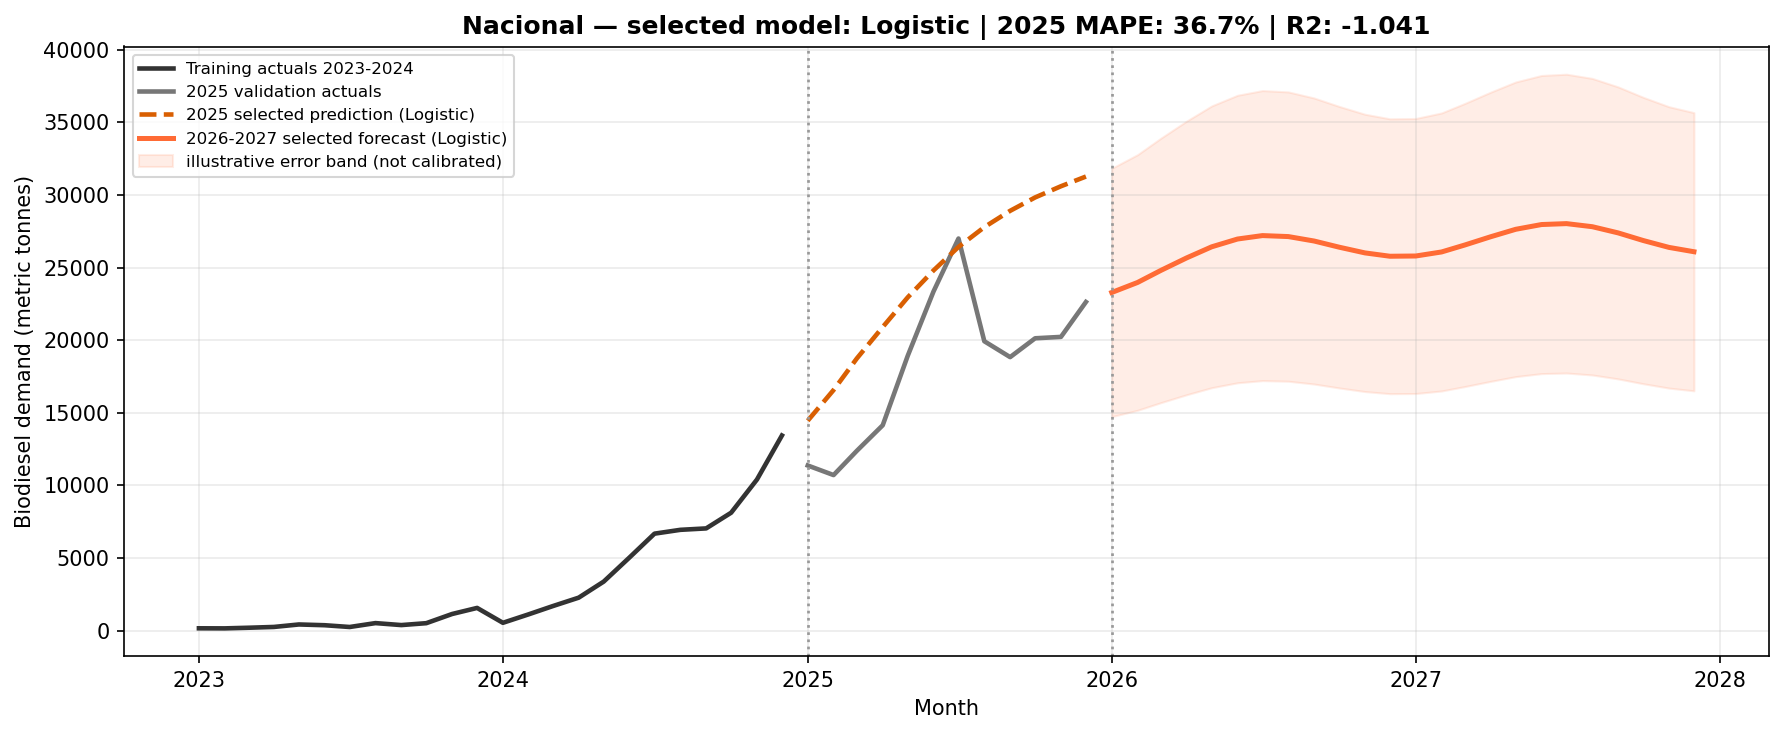 Nacional — selected model: Logistic | 2025 MAPE: 36.7% | R2: -1.041
40000
35000
30000
25000
20000
15000
10000
5000
0
Biodiesel demand (metric tonnes)
Training actuals 2023-2024
2025 validation actuals
2025 selected prediction (Logistic)
2026-2027 selected forecast (Logistic)
illustrative error band (not calibrated)
2023
2024
2025
2026
2027
2028
Month